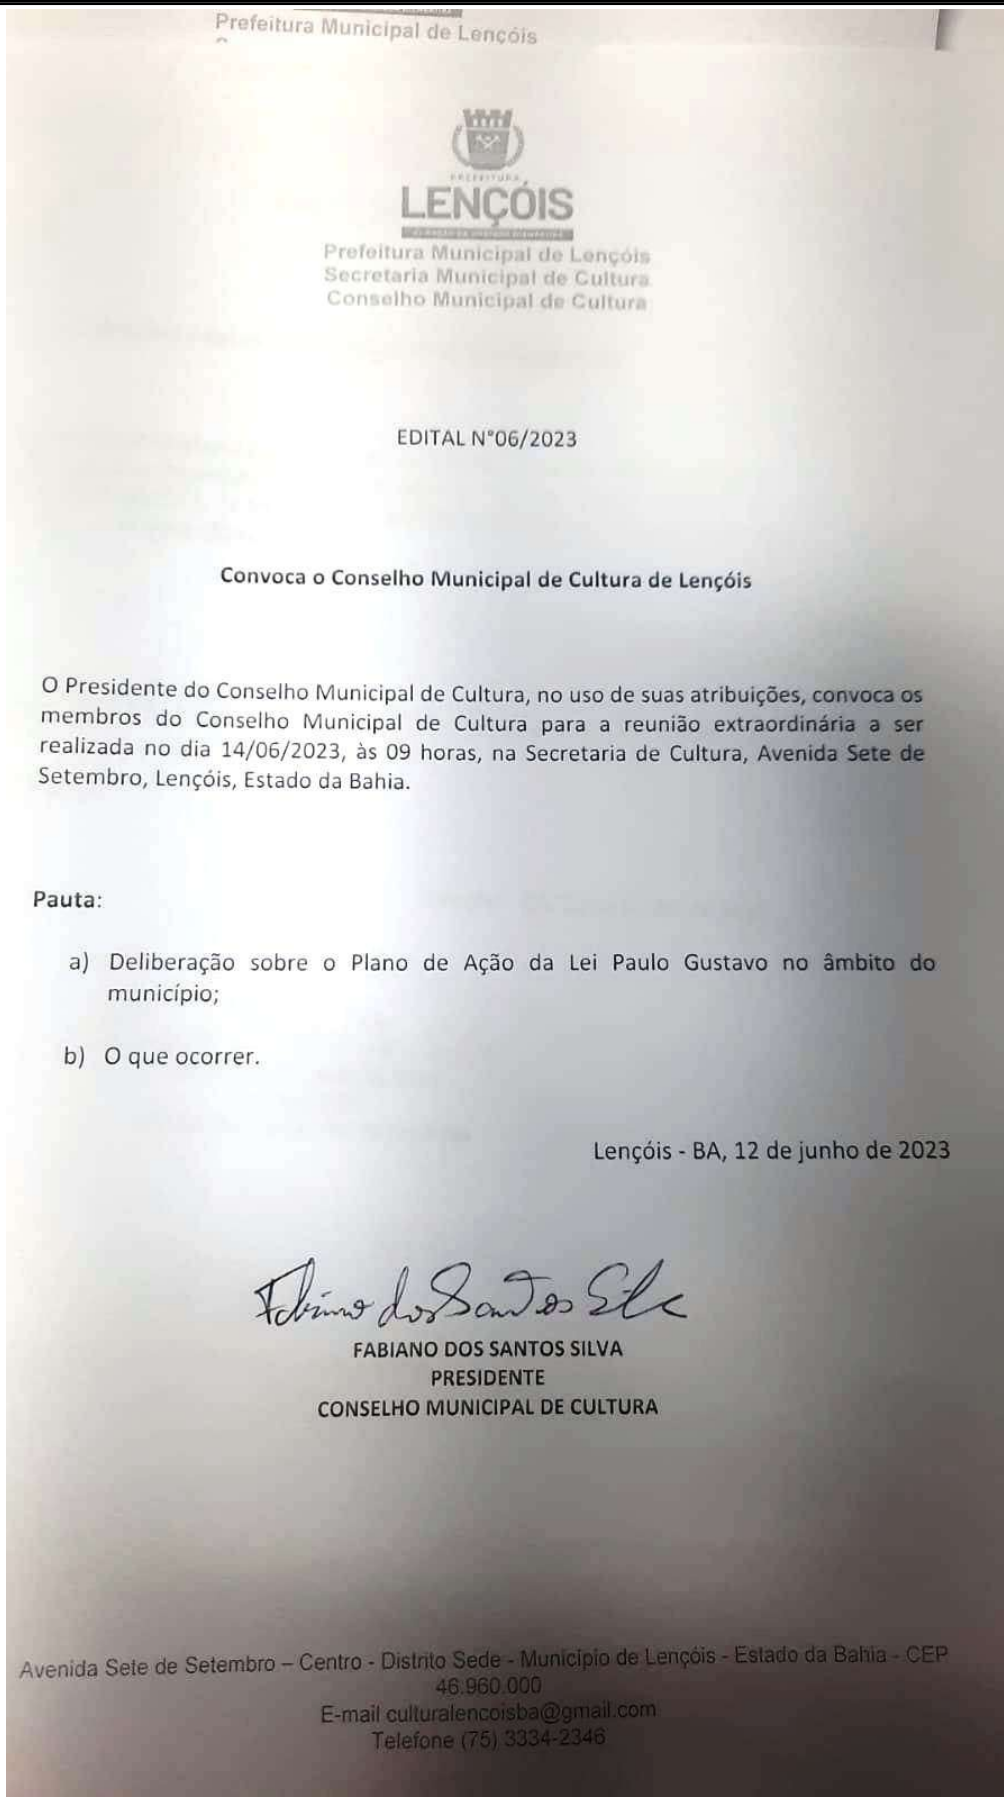 Prefeitura Municipal de Lençóis
PREFEITURA
LENÇÓIS
Prefeitura Municipal de Lençóis
Secretaria Municipal de Cultura
Conselho Municipal de Cultura
EDITAL N°06/2023
Convoca o Conselho Municipal de Cultura de Lençóis
O Presidente do Conselho Municipal de Cultura, no uso de suas atribuições, convoca os
membros do Conselho Municipal de Cultura para a reunião extraordinária a ser
realizada no dia 14/06/2023, às 09 horas, na Secretaria de Cultura, Avenida Sete de
Setembro, Lençóis, Estado da Bahia.
Pauta:
a) Deliberação sobre o Plano de Ação da Lei Paulo Gustavo no âmbito do
município;
b) O que ocorrer.
Lençóis - BA, 12 de junho de 2023
Fabiano dos Santos Silva
FABIANO DOS SANTOS SILVA
PRESIDENTE
CONSELHO MUNICIPAL DE CULTURA
Avenida Sete de Setembro – Centro - Distrito Sede - Município de Lençóis - Estado da Bahia - CEP
46.960.000
E-mail culturalencoisba@gmail.com
Telefone (75) 3334-2346